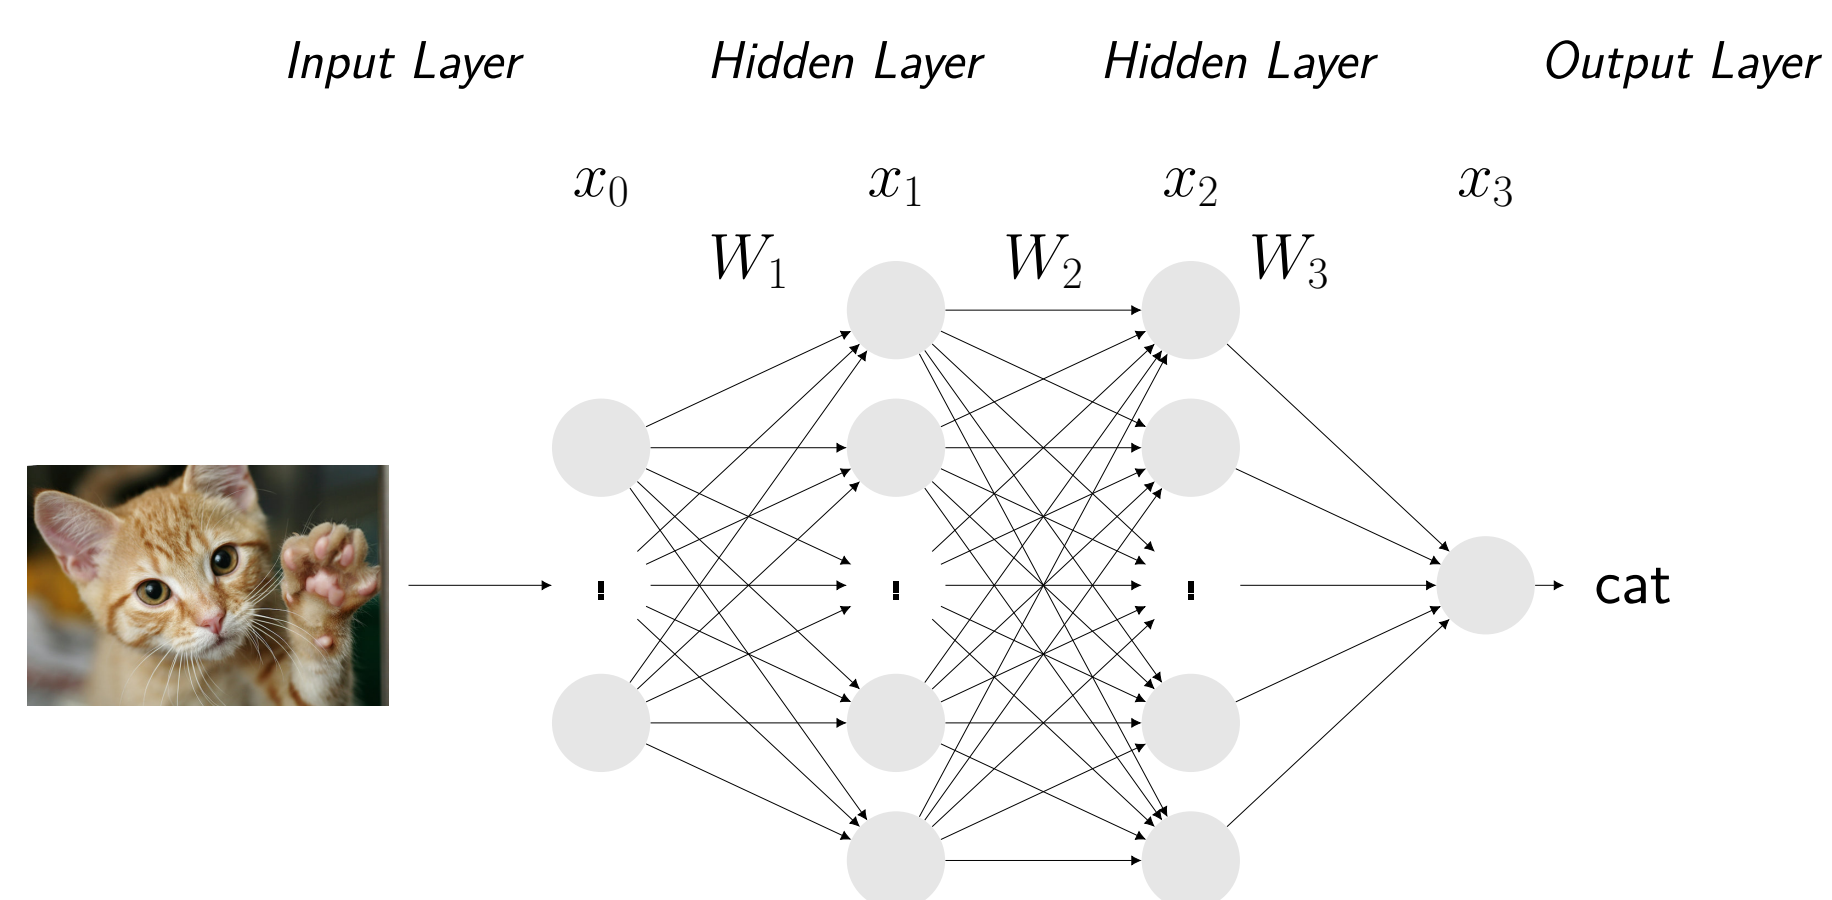 Input Layer Hidden Layer Hidden Layer Output Layer
x₀ x₁ x₂ x₃
W₁ W₂ W₃
cat